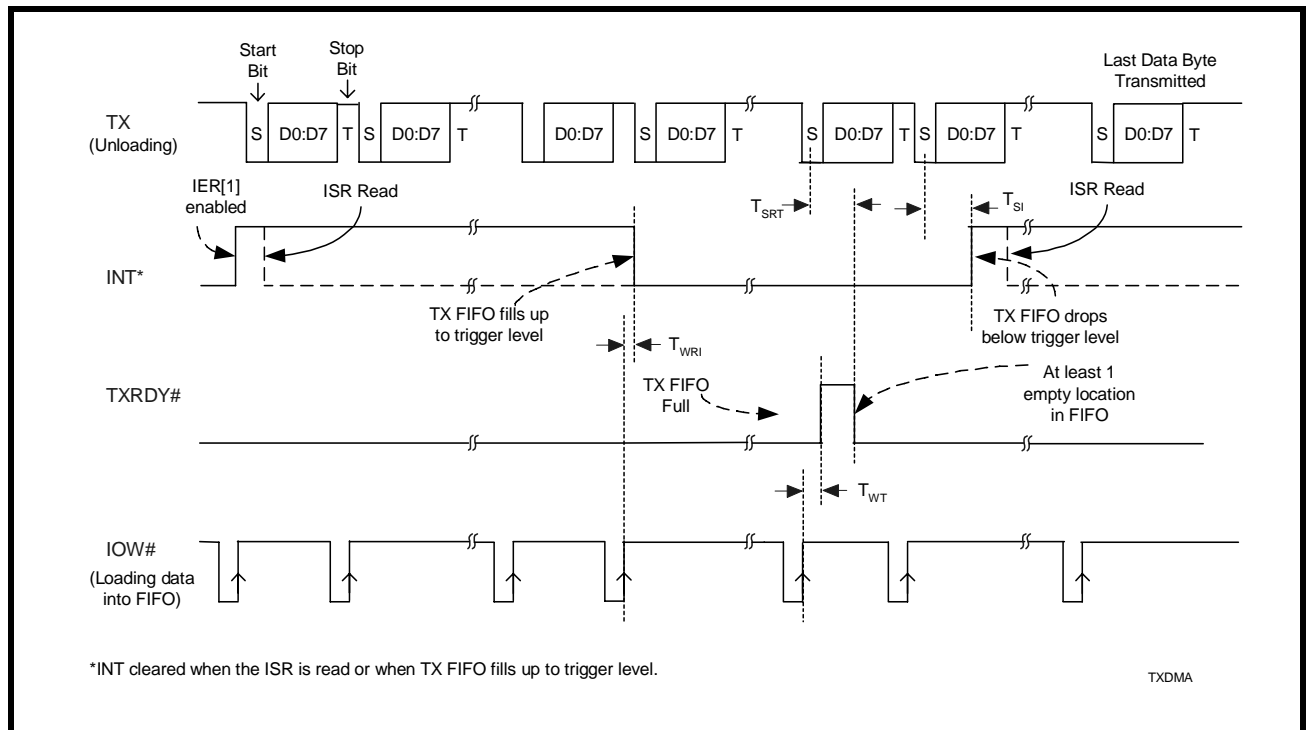 Start
Bit
Stop
Bit
Last Data Byte
Transmitted
TX
(Unloading)
S D0:D7 T S D0:D7 T D0:D7 S D0:D7 T S D0:D7 T S D0:D7 T S D0:D7 T
IER[1]
enabled
ISR Read
TSRT
TSI
ISR Read
INT*
TX FIFO fills up
to trigger level
TX FIFO drops
below trigger level
TWRI
TXRDY#
TX FIFO
Full
At least 1
empty location
in FIFO
TWT
IOW#
(Loading data
into FIFO)
*INT cleared when the ISR is read or when TX FIFO fills up to trigger level.
TXDMA